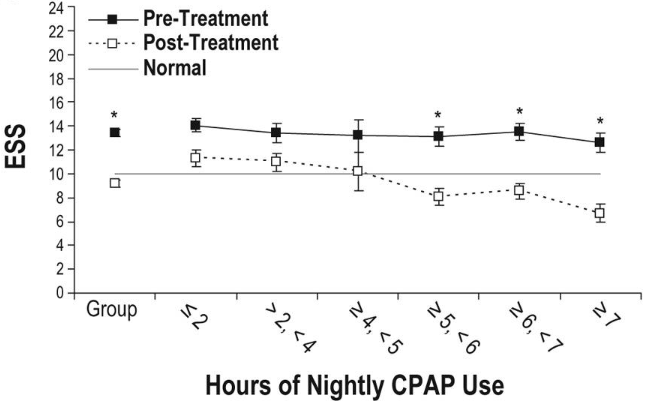 24
22
20
18
16
14
12
10
8
6
4
2
0
ESS
Pre-Treatment
Post-Treatment
Normal
* * * *
Group ≤ 2 > 2, < 4 ≥ 4, < 5 ≥ 5, < 6 ≥ 6, < 7 ≥ 7
Hours of Nightly CPAP Use